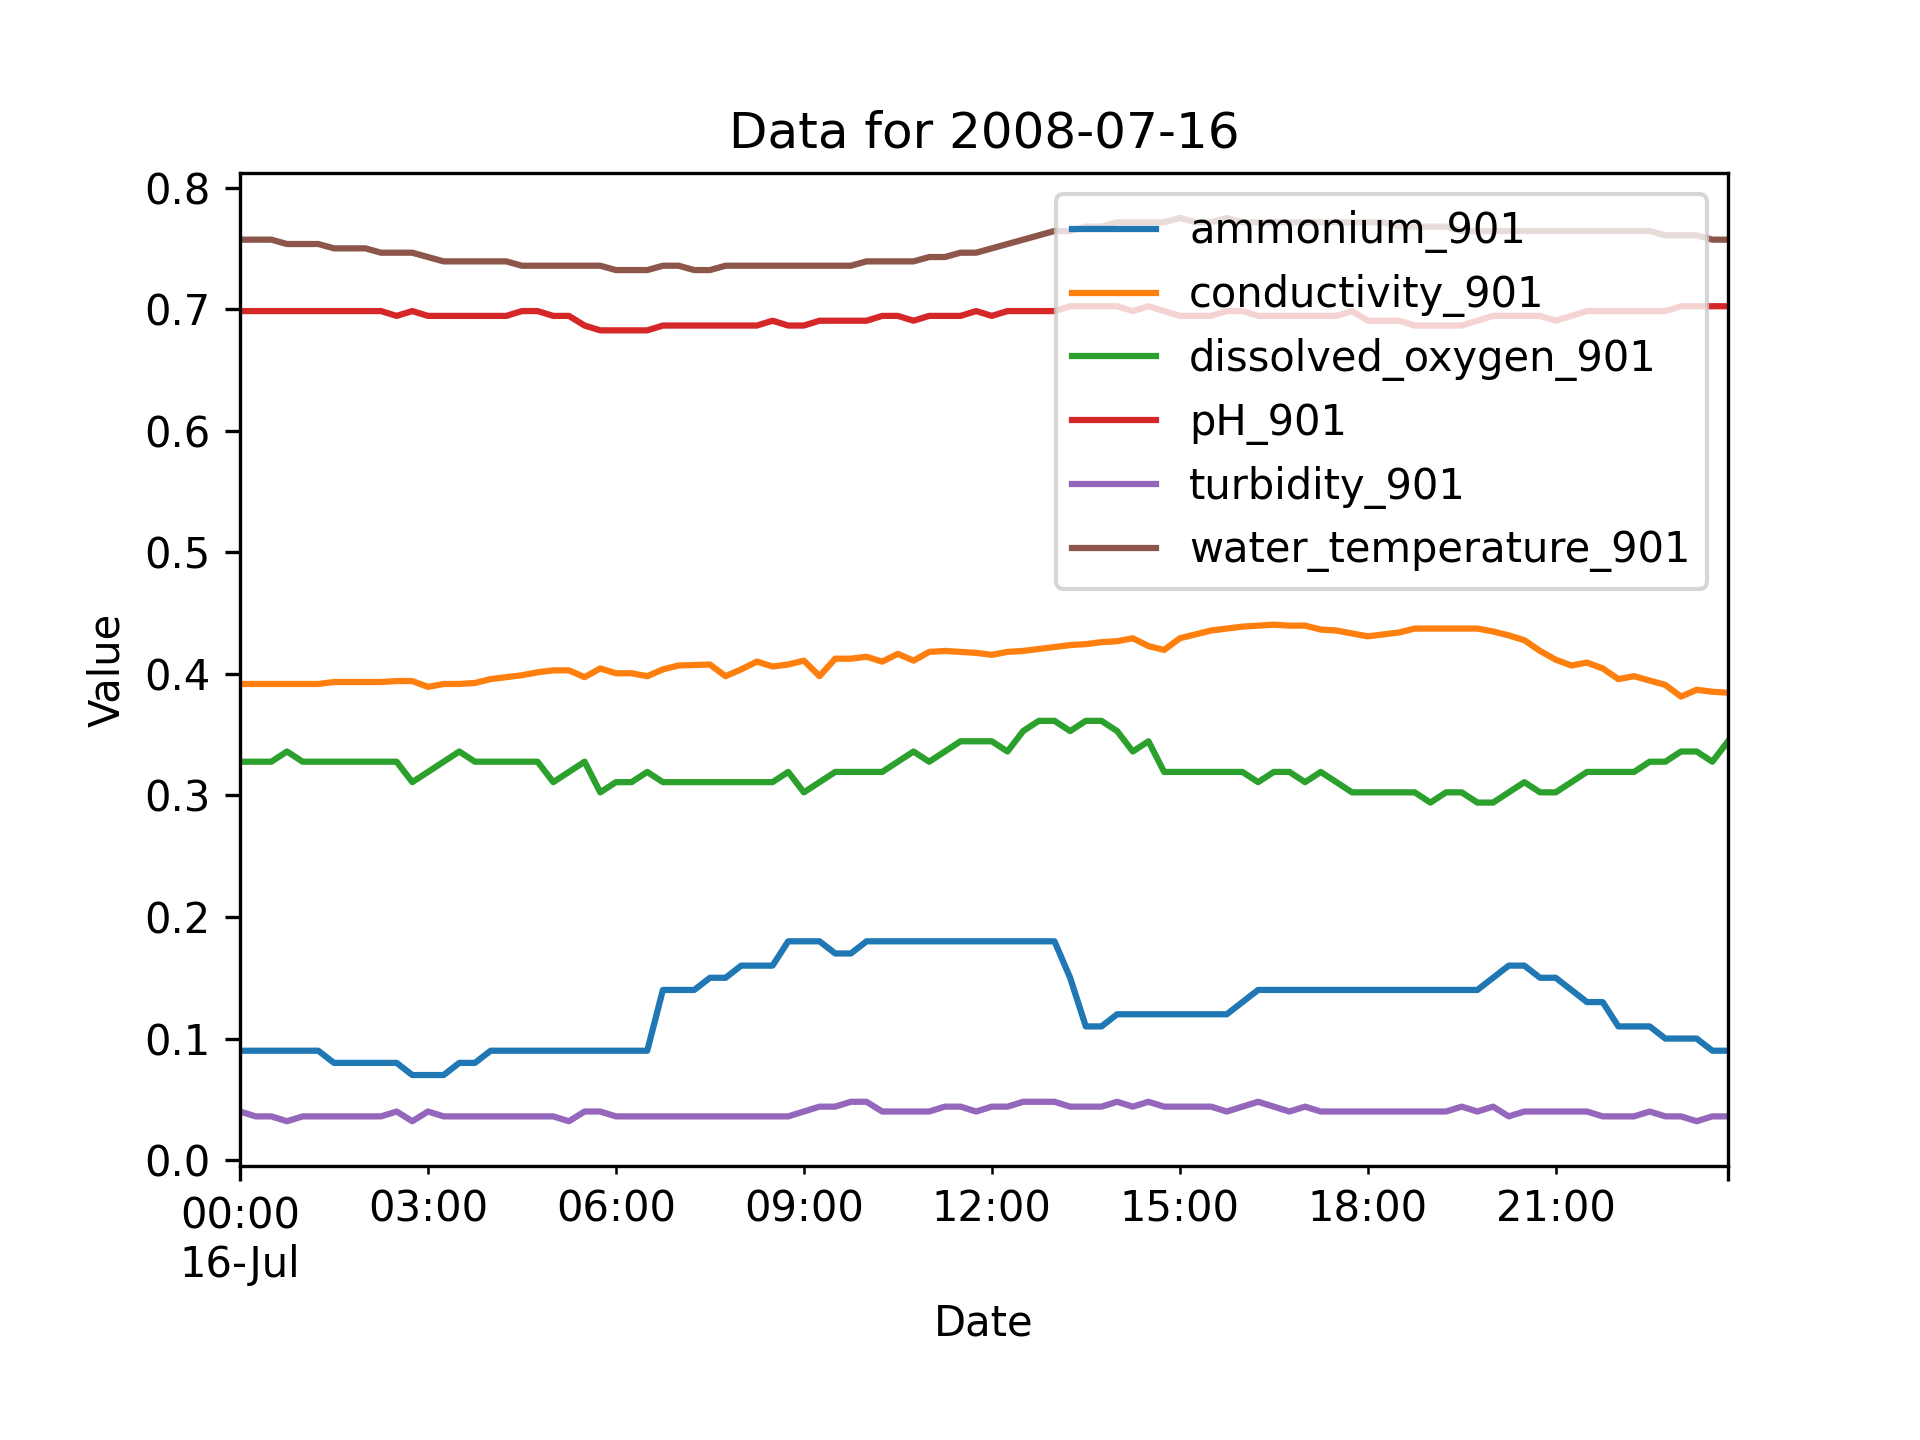 Data for 2008-07-16
0.8
0.7
0.6
0.5
0.4
0.3
0.2
0.1
0.0
Value
ammonium_901
conductivity_901
dissolved_oxygen_901
pH_901
turbidity_901
water_temperature_901
00:00 03:00 06:00 09:00 12:00 15:00 18:00 21:00
16-Jul
Date